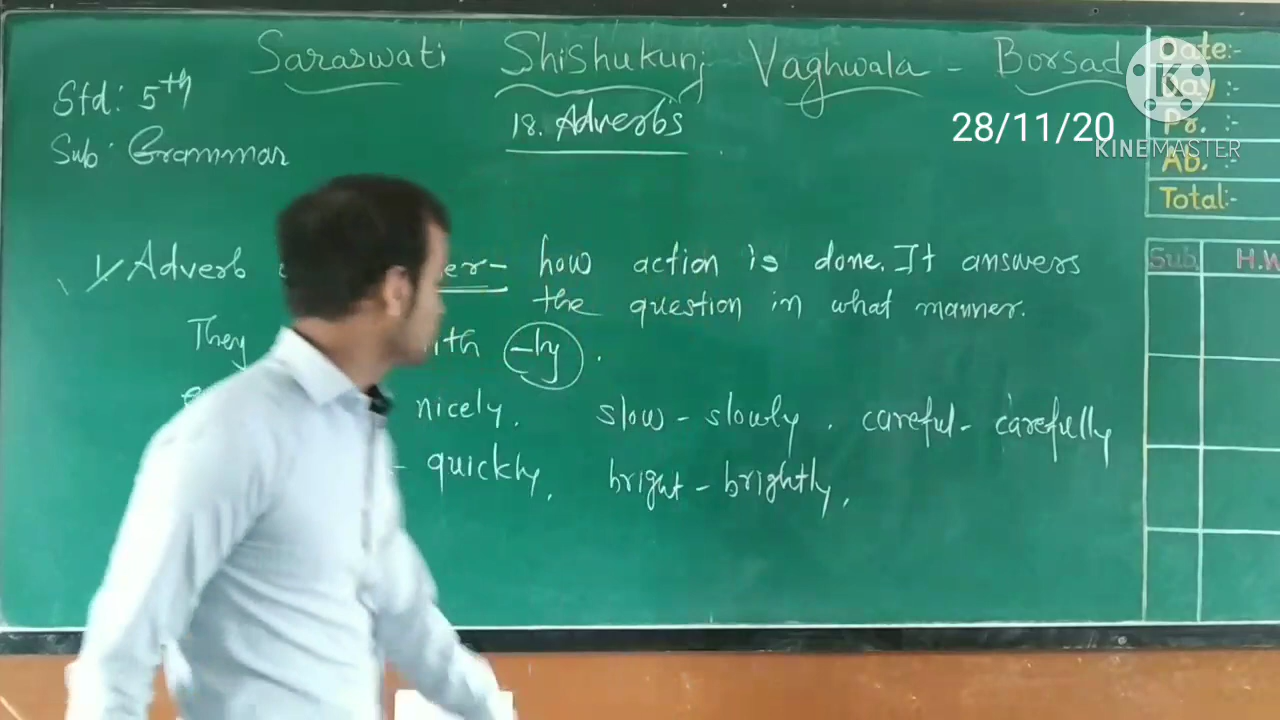 Saraswati Shishukunj Vaghwala - Borsad
Std: 5th
18. Adverbs
Sub: Grammar
28/11/20
KINEMASTER
Date:-
Day :-
Pr. :-
Ab. :-
Total:-
Sub H.W
1) Adverb er- how action is done. It answers
the question in what manner.
They ith -ly.
nicely. slow - slowly. careful - carefully
- quickly. bright - brightly.